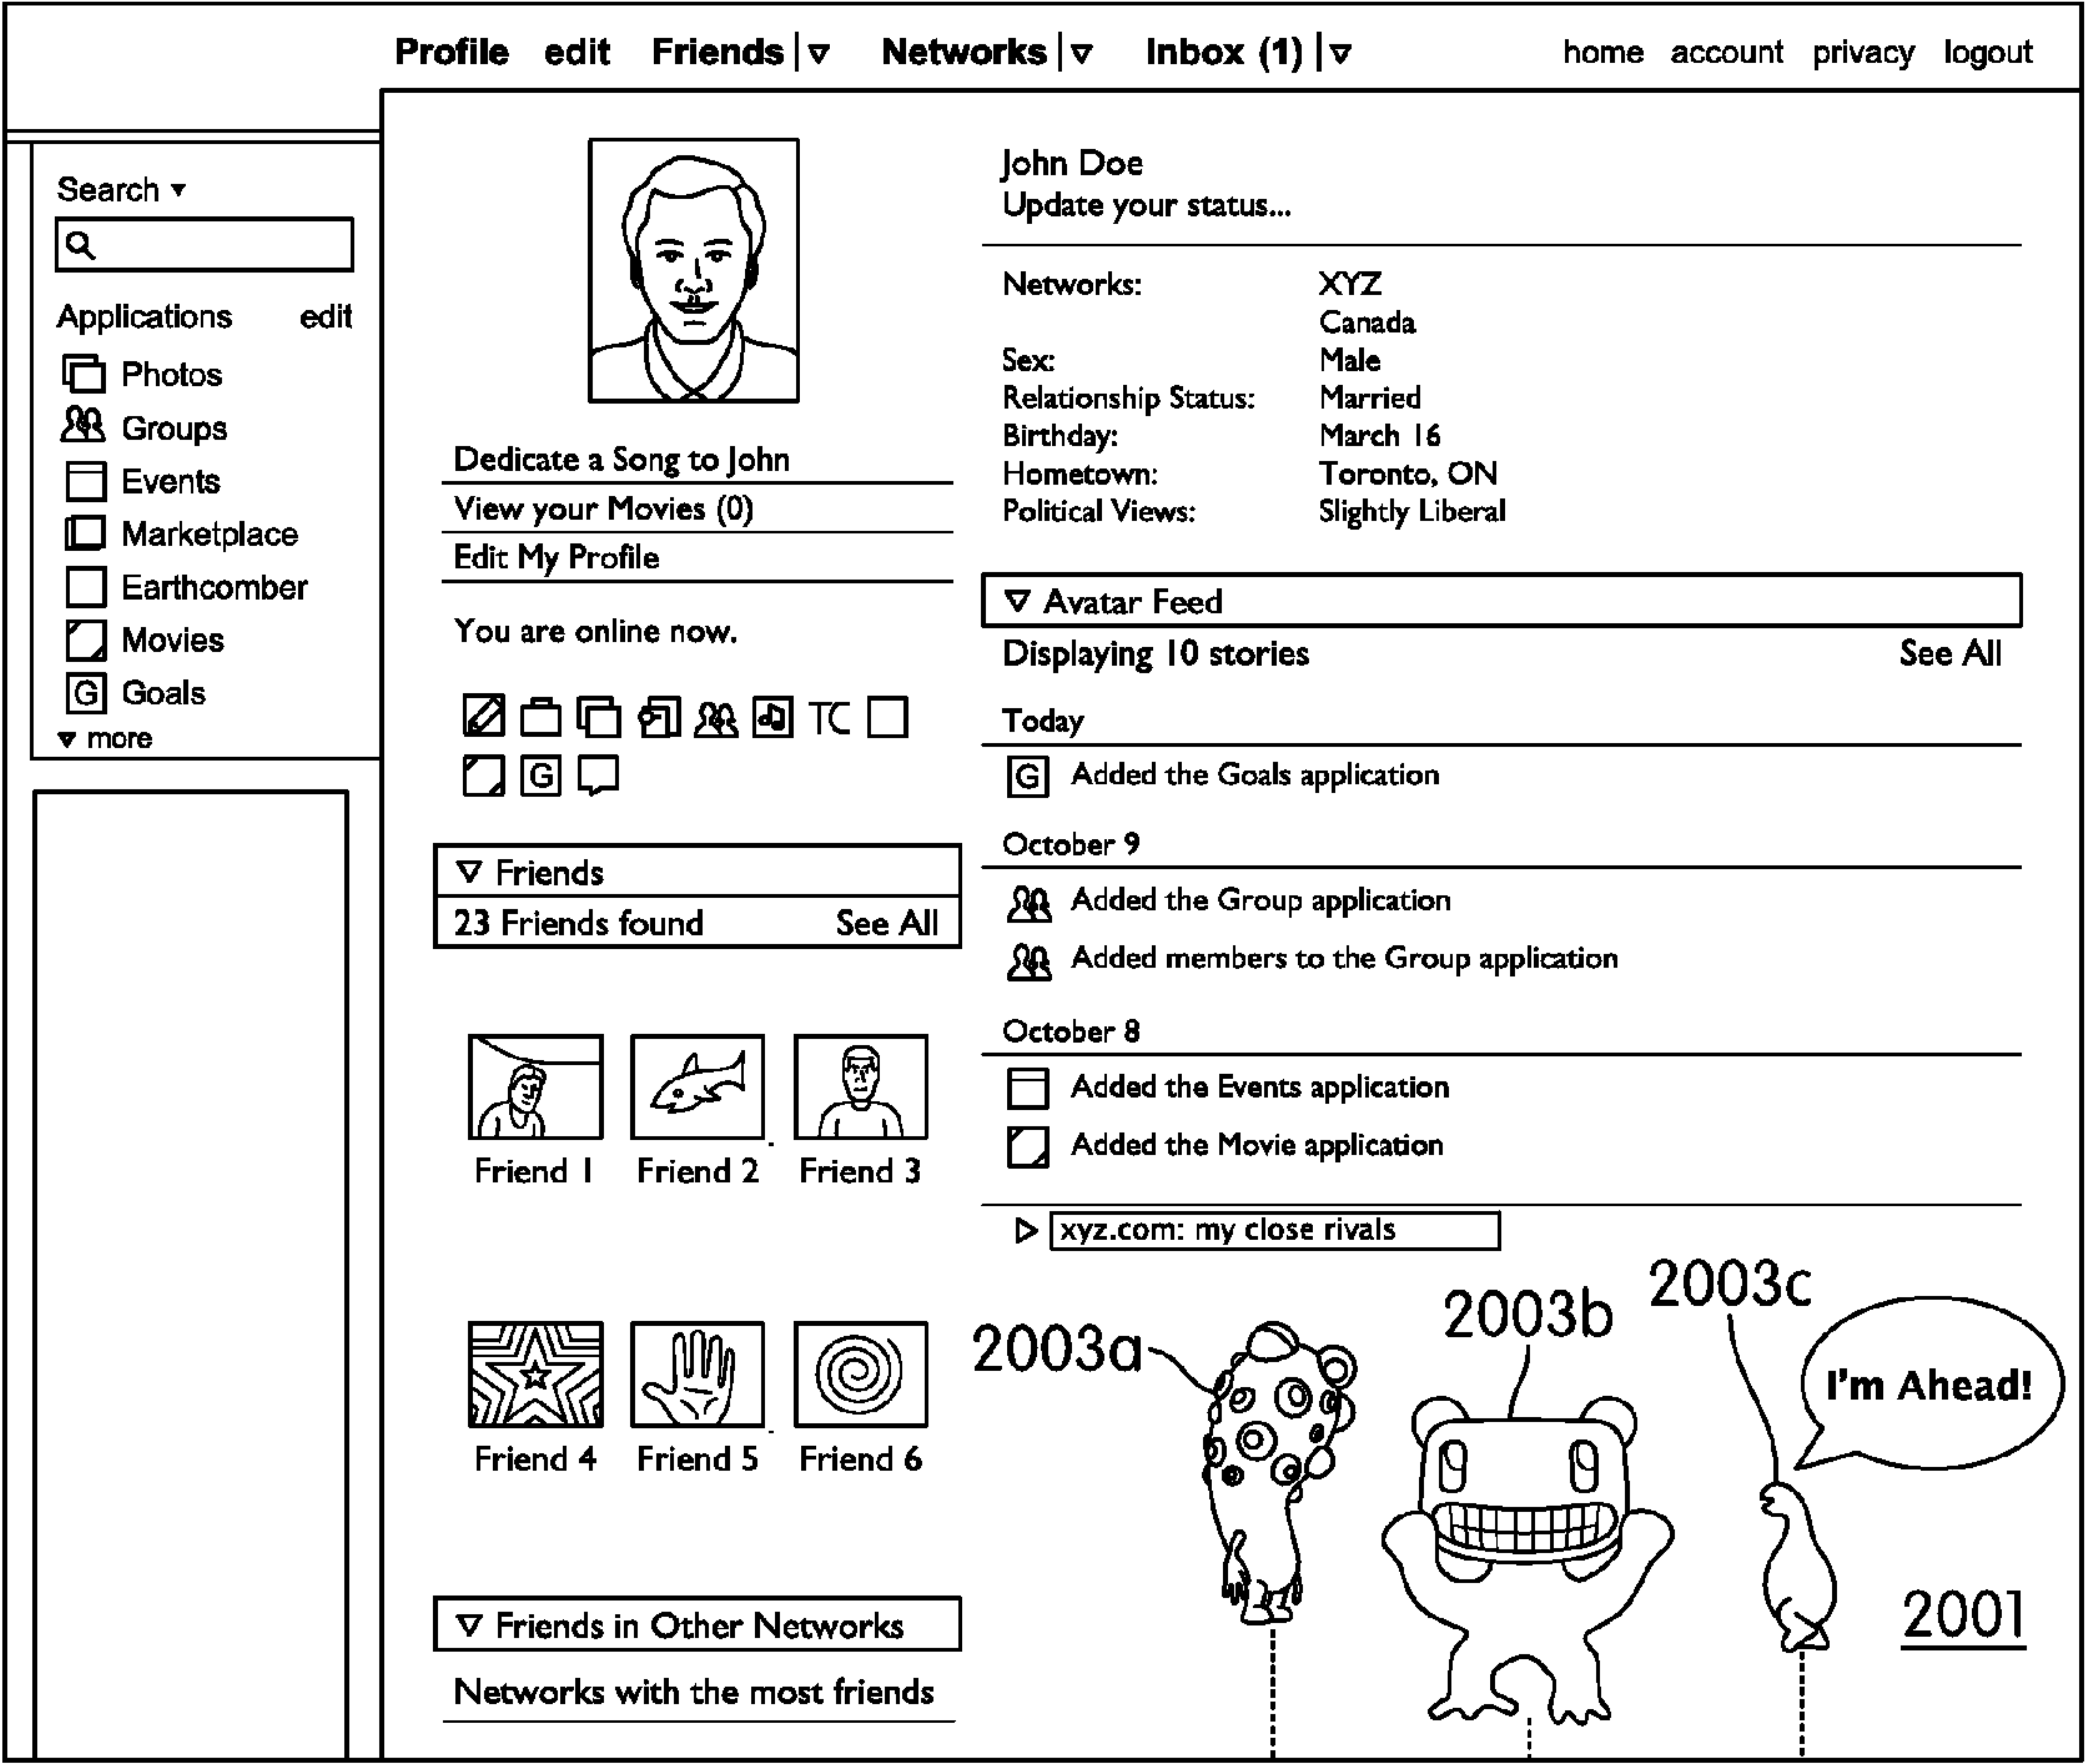 Profile edit Friends Networks Inbox (1) home account privacy logout
Search
Applications edit
Photos
Groups
Events
Marketplace
Earthcomber
Movies
G Goals
more
Dedicate a Song to John
View your Movies (0)
Edit My Profile
You are online now.
TC
G
Friends
23 Friends found See All
Friend 1 Friend 2 Friend 3
Friend 4 Friend 5 Friend 6
Friends in Other Networks
Networks with the most friends
John Doe
Update your status...
Networks: XYZ
Canada
Sex: Male
Relationship Status: Married
Birthday: March 16
Hometown: Toronto, ON
Political Views: Slightly Liberal
Avatar Feed
Displaying 10 stories See All
Today
G Added the Goals application
October 9
Added the Group application
Added members to the Group application
October 8
Added the Events application
Added the Movie application
xyz.com: my close rivals
2003a 2003b 2003c
I'm Ahead!
2001